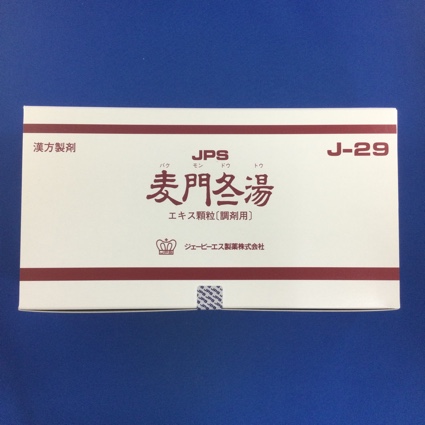 漢方製剤
J-29
JPS
バク モン ドウ トウ
麦門冬湯
エキス顆粒〔調剤用〕
ジェーピーエス製薬株式会社